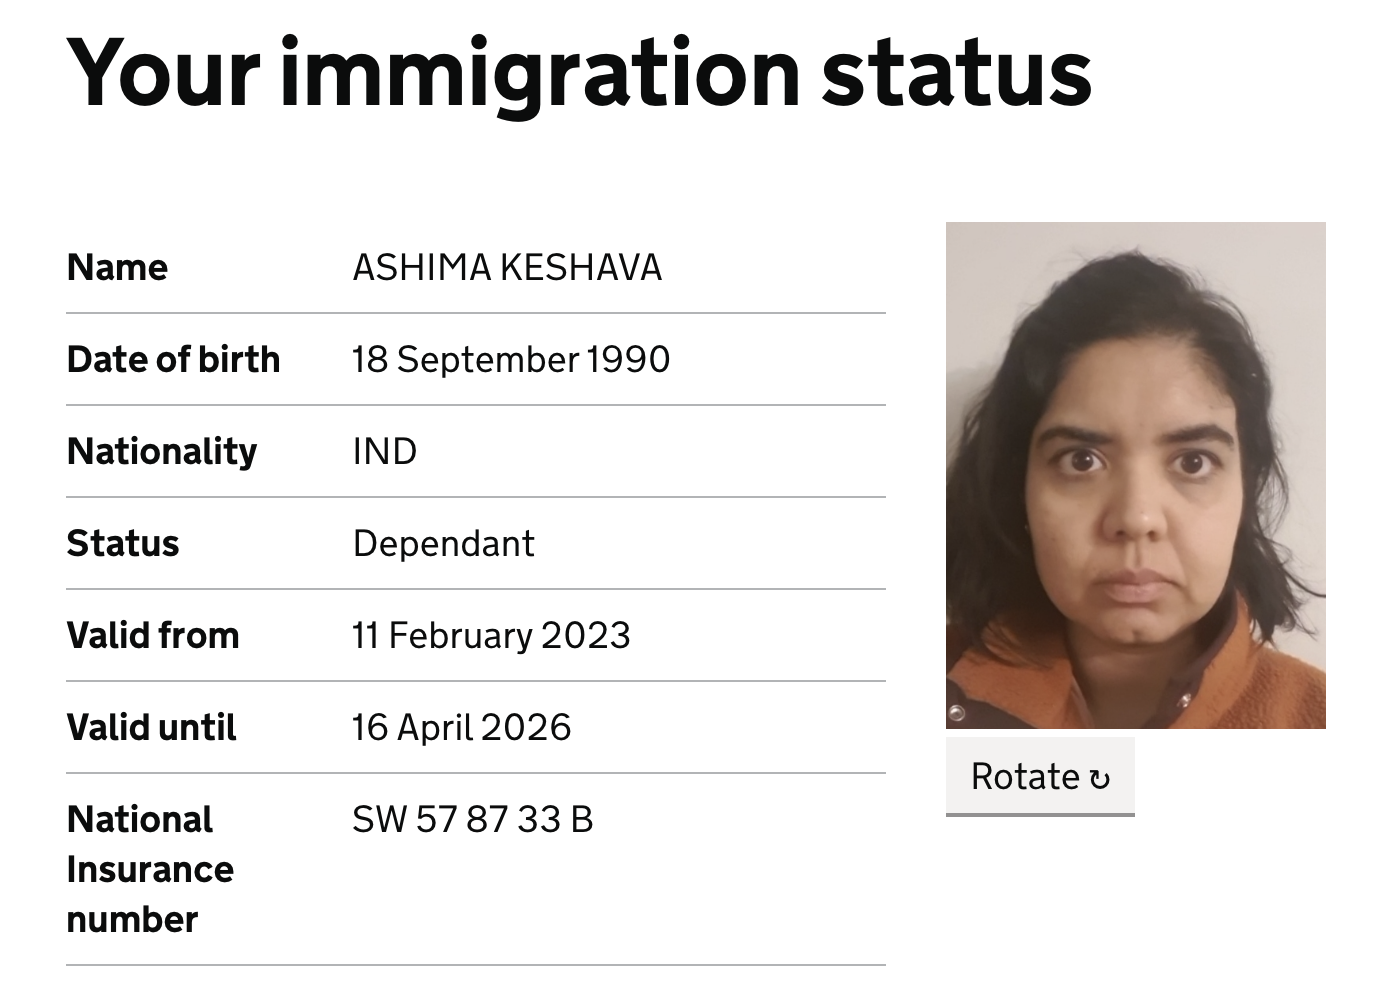 Your immigration status
Name ASHIMA KESHAVA
Date of birth 18 September 1990
Nationality IND
Status Dependant
Valid from 11 February 2023
Valid until 16 April 2026
National Insurance number SW 57 87 33 B
Rotate ↻